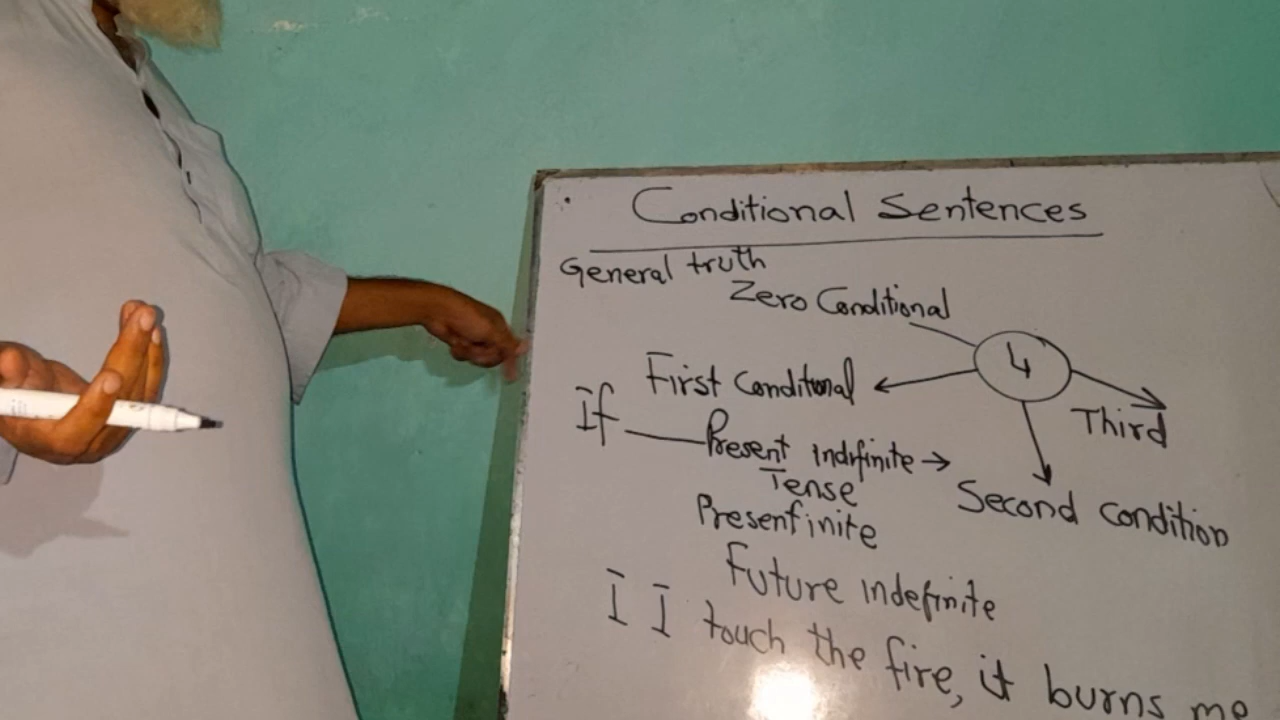 Conditional Sentences
General truth
Zero Conditional
4
First Conditional
Third
If Present indifinite →
Tense
Second condition
Presenfinite
Future indefinite
I I touch the fire, it burns me